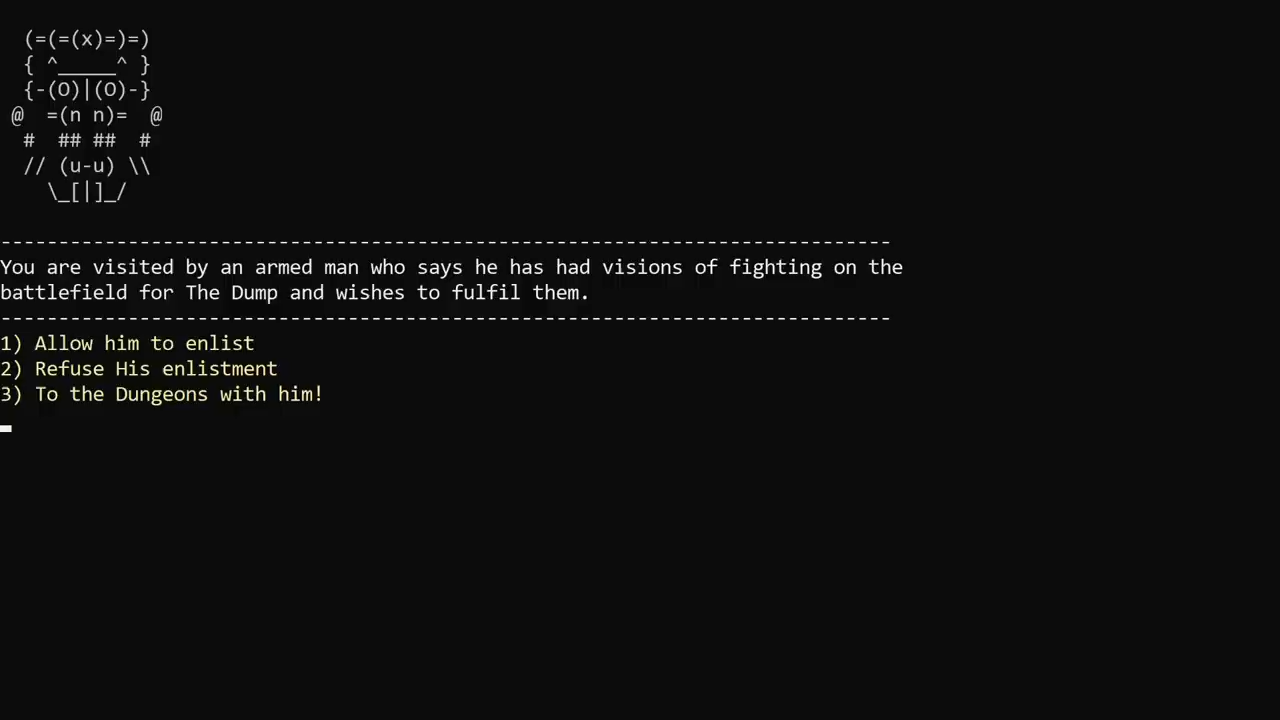 (=(=(x)=)=)
{ ^_____^ }
{-(O)|(O)-}
@  =(n n)=  @
#  ## ##  #
// (u-u) \\
\_[|]_/
-----------------------------------------------------------------------------
You are visited by an armed man who says he has had visions of fighting on the
battlefield for The Dump and wishes to fulfil them.
-----------------------------------------------------------------------------
1) Allow him to enlist
2) Refuse His enlistment
3) To the Dungeons with him!